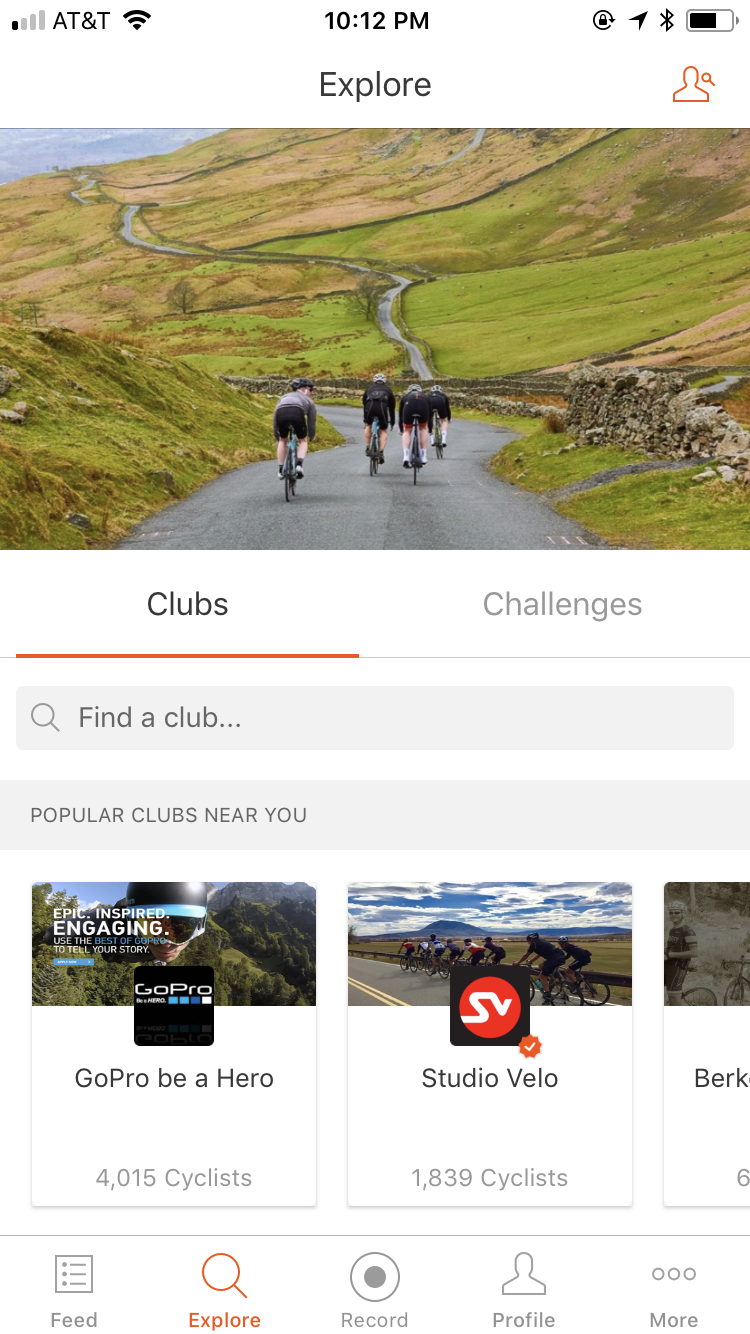 AT&T
10:12 PM
Explore
Clubs
Challenges
Find a club...
POPULAR CLUBS NEAR YOU
EPIC. INSPIRED.
ENGAGING.
USE THE BEST OF GOPRO
TO TELL YOUR STORY.
GoPro
Be a HERO.
GoPro be a Hero
4,015 Cyclists
SV
Studio Velo
1,839 Cyclists
Berk
6
Feed
Explore
Record
Profile
More